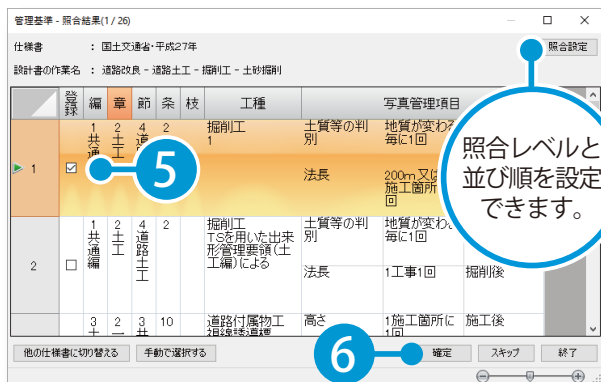 管理基準 - 照合結果(1 / 26)
仕様書 : 国土交通省・平成27年
照合設定
設計書の作業名 : 道路改良 - 道路土工 - 掘削工 - 土砂掘削
登録 編 章 節 条 枝 工種 写真管理項目
1 1共通 2土工 4道 2 掘削工
1
土質等の判別 地質が変わる毎に1回
法長 200m又は
施工箇所
回
5
照合レベルと
並び順を設定
できます。
2 1共通編 2土工 4道路土工 2 掘削工
TSを用いた出来
形管理要領(土
工編)による
土質等の判別 地質が変わ
毎に1回
法長 1工事1回 掘削後
3 2 3 10 道路付属物工
視線誘導標
高さ 1施工箇所に
1回
施工後
他の仕様書に切り替える 手動で選択する 6 確定 スキップ 終了